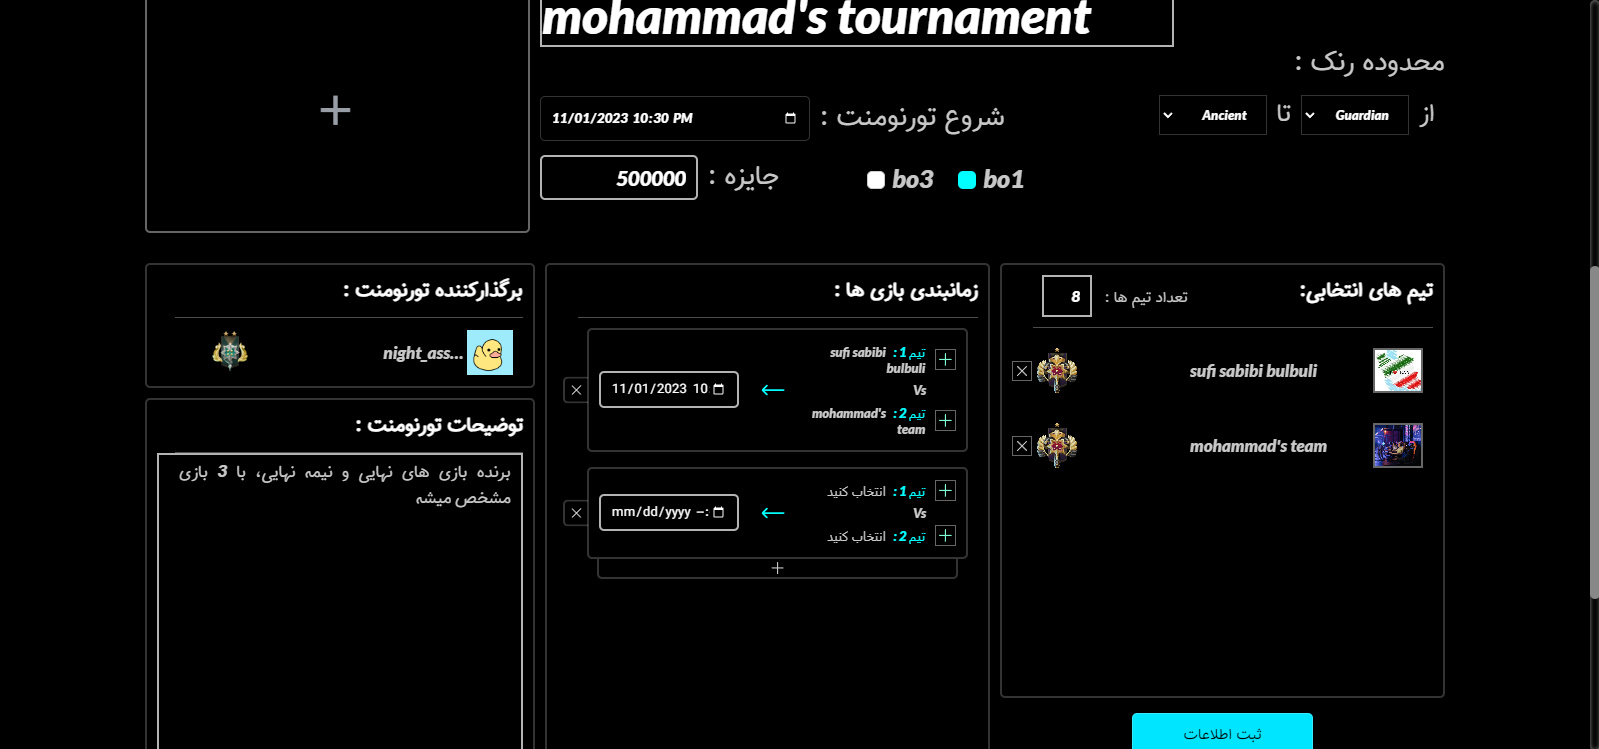 mohammad's tournament
محدوده رنک :
از Guardian تا Ancient
شروع تورنومنت : 11/01/2023 10:30 PM
bo1 bo3
جایزه : 500000
تیم های انتخابی:
تعداد تیم ها : 8
sufi sabibi bulbuli
mohammad's team
ثبت اطلاعات
زمانبندی بازی ها :
تیم 1 : sufi sabibi
bulbuli
Vs
تیم 2 : mohammad's
team
11/01/2023 10
تیم 1 : انتخاب کنید
Vs
تیم 2 : انتخاب کنید
mm/dd/yyyy --:
برگذارکننده تورنومنت :
night_ass...
توضیحات تورنومنت :
برنده بازی های نهایی و نیمه نهایی، با 3 بازی
مشخص میشه